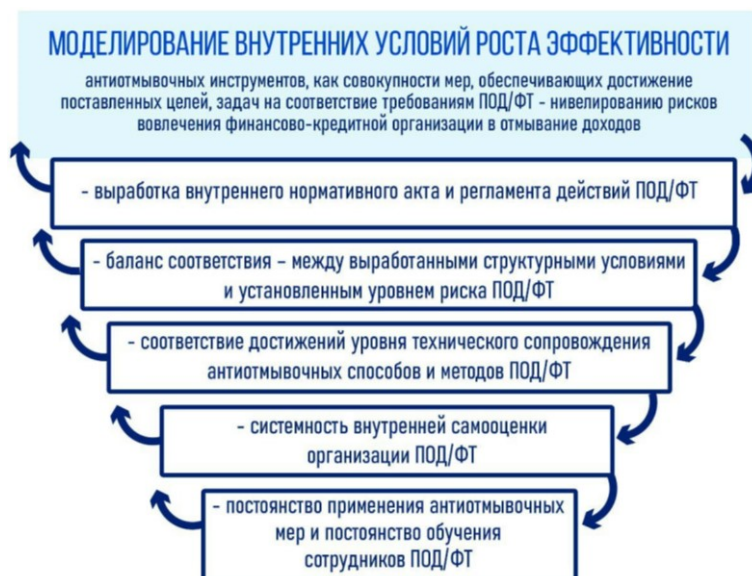 МОДЕЛИРОВАНИЕ ВНУТРЕННИХ УСЛОВИЙ РОСТА ЭФФЕКТИВНОСТИ
антиотмывочных инструментов, как совокупности мер, обеспечивающих достижение
поставленных целей, задач на соответствие требованиям ПОД/ФТ - нивелированию рисков
вовлечения финансово-кредитной организации в отмывание доходов
- выработка внутреннего нормативного акта и регламента действий ПОД/ФТ
- баланс соответствия – между выработанными структурными условиями
и установленным уровнем риска ПОД/ФТ
- соответствие достижений уровня технического сопровождения
антиотмывочных способов и методов ПОД/ФТ
- системность внутренней самооценки
организации ПОД/ФТ
- постоянство применения антиотмывочных
мер и постоянство обучения
сотрудников ПОД/ФТ